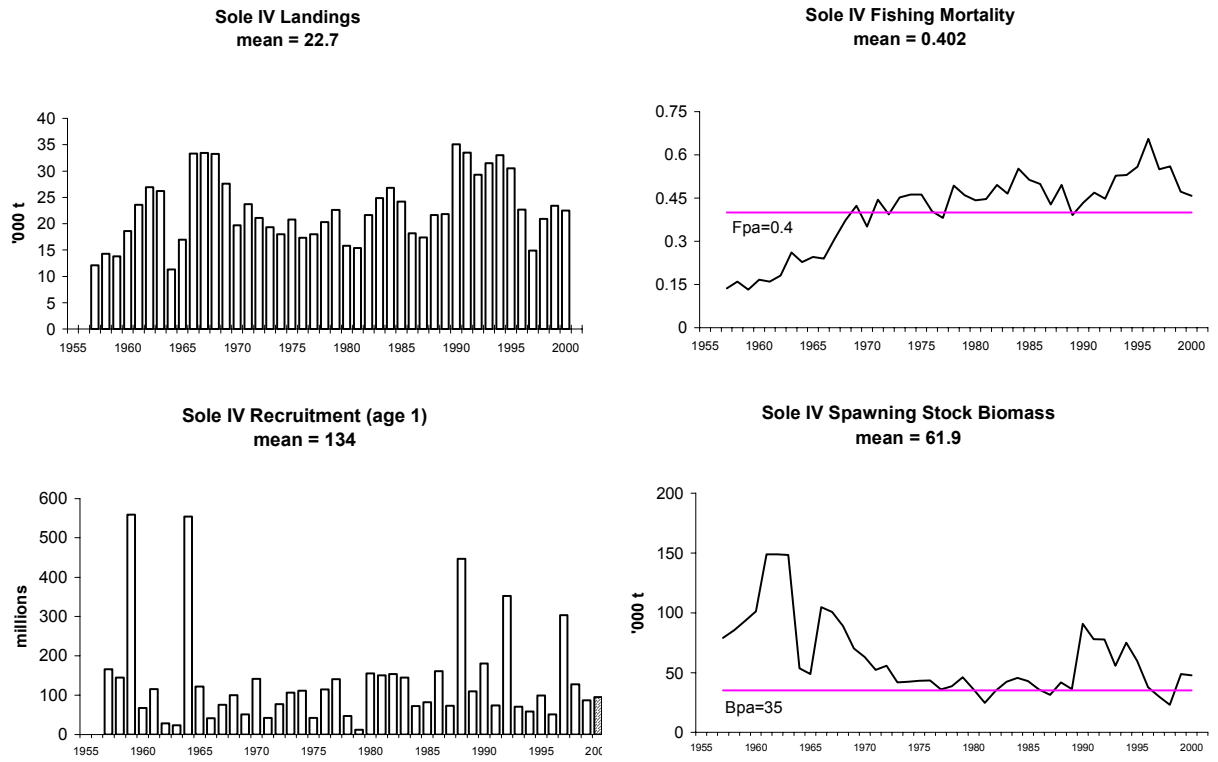 Sole IV Landings
mean = 22.7
'000 t
40
35
30
25
20
15
10
5
0
1955 1960 1965 1970 1975 1980 1985 1990 1995 2000
Sole IV Fishing Mortality
mean = 0.402
0.75
0.6
0.45
0.3
0.15
0
Fpa=0.4
1955 1960 1965 1970 1975 1980 1985 1990 1995 2000
Sole IV Recruitment (age 1)
mean = 134
millions
600
500
400
300
200
100
0
1955 1960 1965 1970 1975 1980 1985 1990 1995 200
Sole IV Spawning Stock Biomass
mean = 61.9
'000 t
200
150
100
50
0
Bpa=35
1955 1960 1965 1970 1975 1980 1985 1990 1995 2000